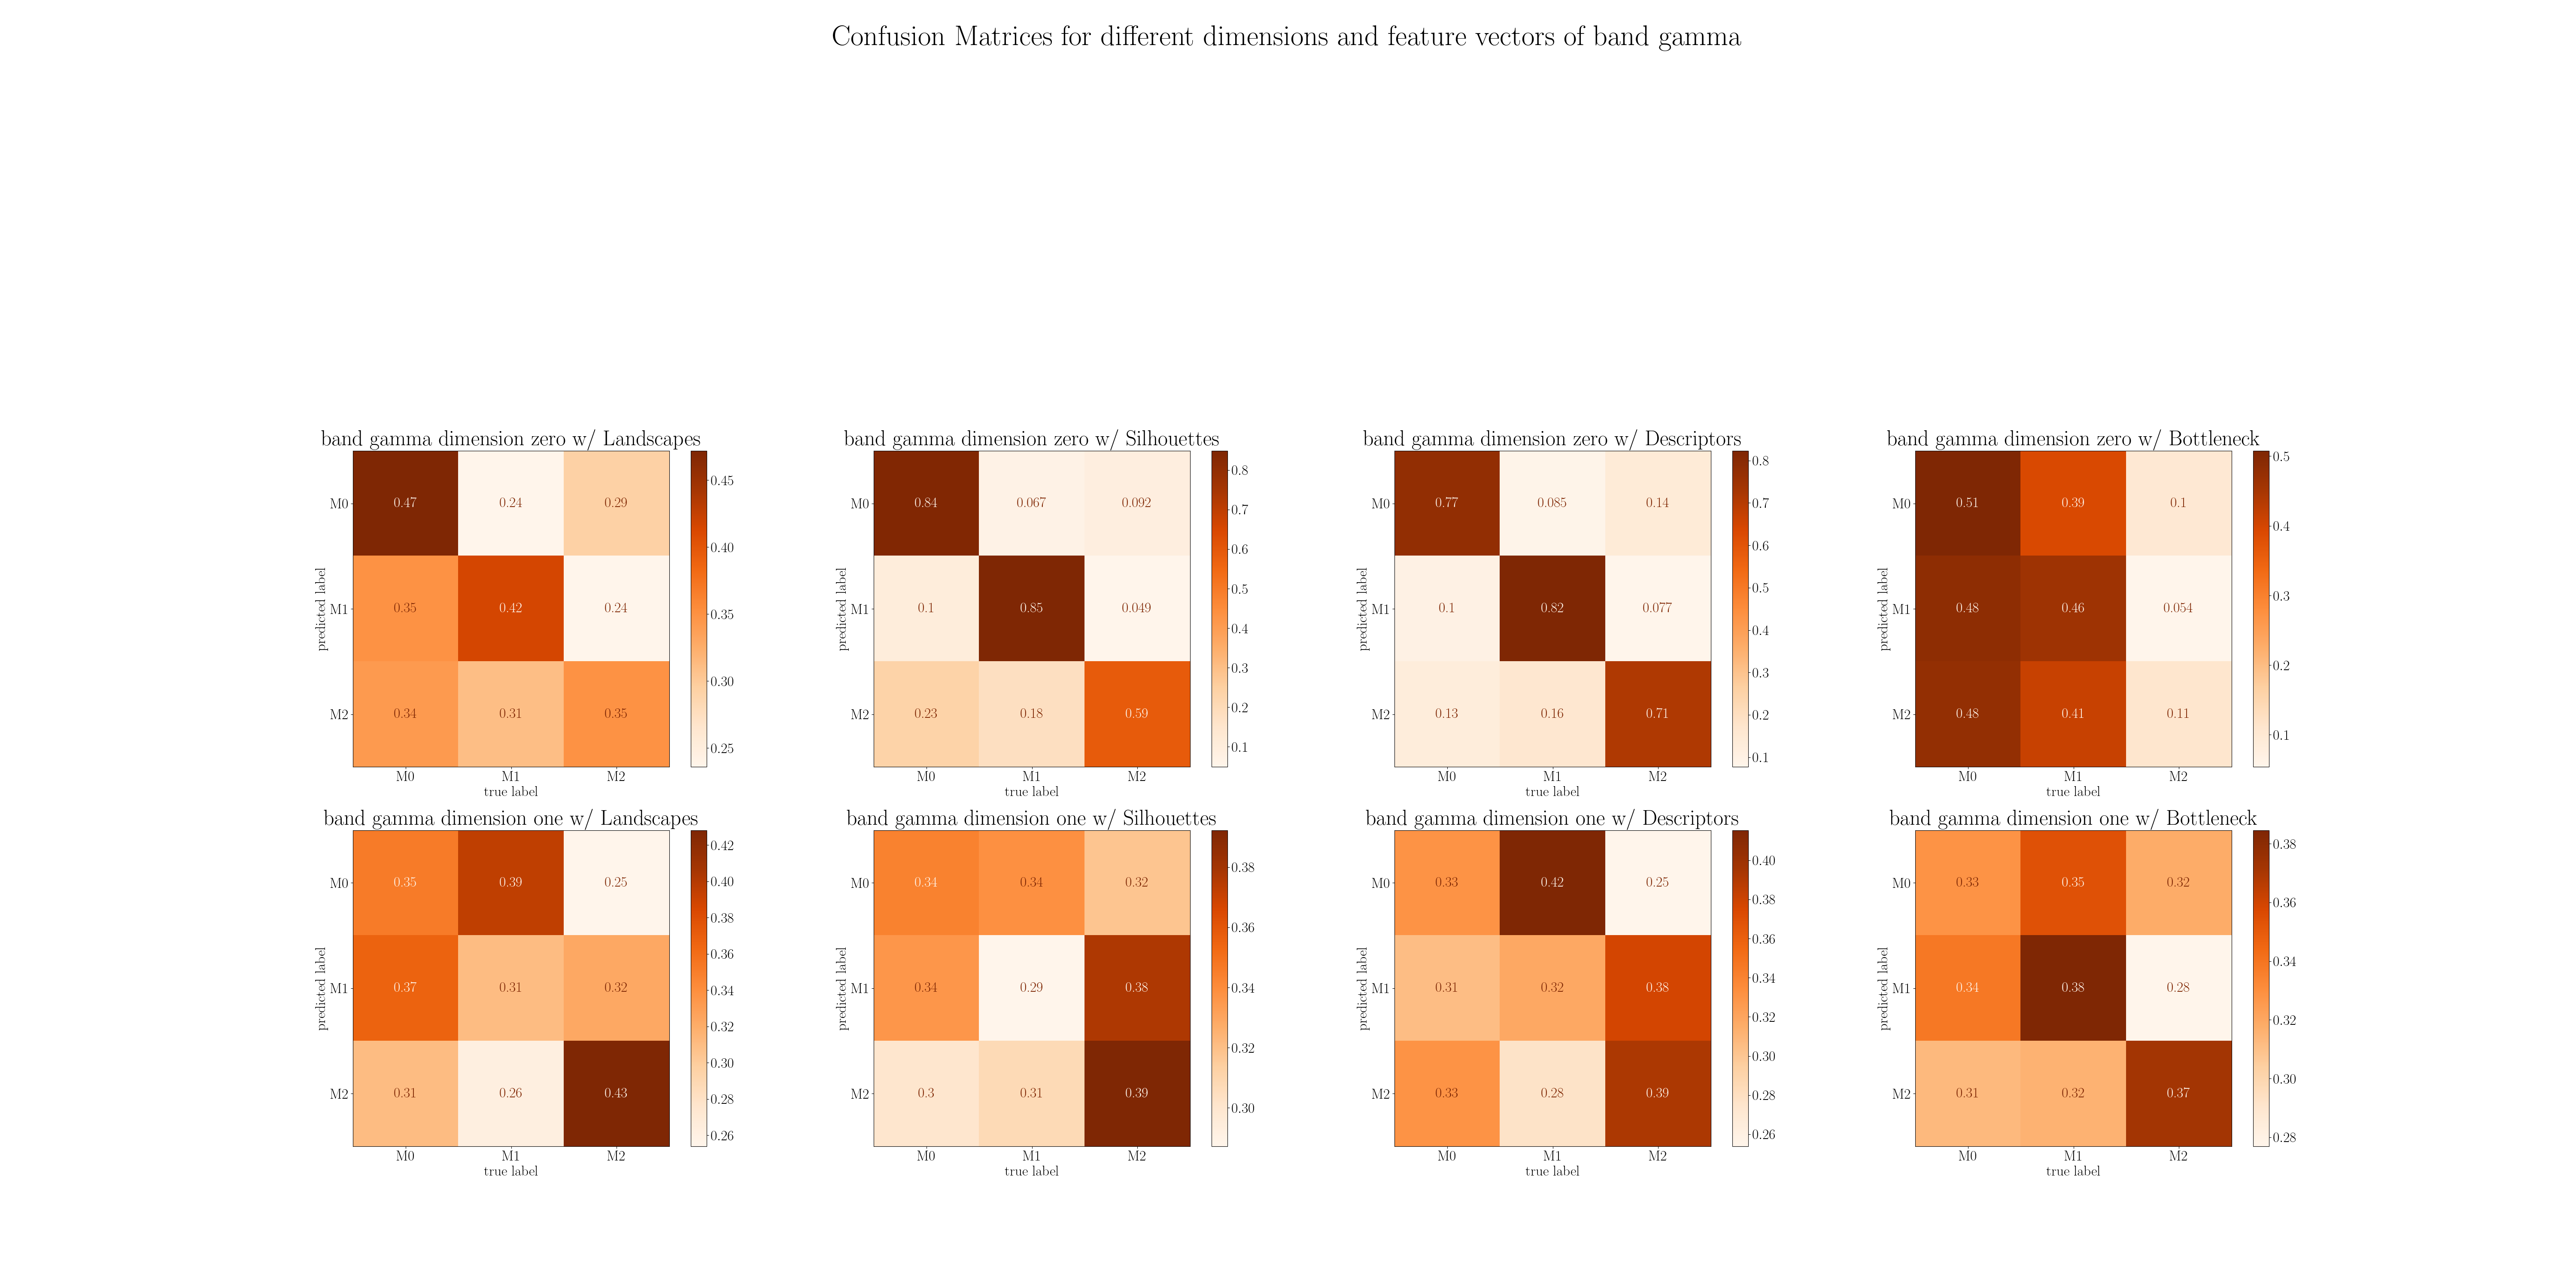 Confusion Matrices for different dimensions and feature vectors of band gamma
band gamma dimension zero w/ Landscapes
predicted label
M0 0.47 0.24 0.29
M1 0.35 0.42 0.24
M2 0.34 0.31 0.35
M0 M1 M2
true label
0.45
0.40
0.35
0.30
0.25
band gamma dimension zero w/ Silhouettes
predicted label
M0 0.84 0.067 0.092
M1 0.1 0.85 0.049
M2 0.23 0.18 0.59
M0 M1 M2
true label
0.8
0.7
0.6
0.5
0.4
0.3
0.2
0.1
band gamma dimension zero w/ Descriptors
predicted label
M0 0.77 0.085 0.14
M1 0.1 0.82 0.077
M2 0.13 0.16 0.71
M0 M1 M2
true label
0.8
0.7
0.6
0.5
0.4
0.3
0.2
0.1
band gamma dimension zero w/ Bottleneck
predicted label
M0 0.51 0.39 0.1
M1 0.48 0.46 0.054
M2 0.48 0.41 0.11
M0 M1 M2
true label
0.5
0.4
0.3
0.2
0.1
band gamma dimension one w/ Landscapes
predicted label
M0 0.35 0.39 0.25
M1 0.37 0.31 0.32
M2 0.31 0.26 0.43
M0 M1 M2
true label
0.42
0.40
0.38
0.36
0.34
0.32
0.30
0.28
0.26
band gamma dimension one w/ Silhouettes
predicted label
M0 0.34 0.34 0.32
M1 0.34 0.29 0.38
M2 0.3 0.31 0.39
M0 M1 M2
true label
0.38
0.36
0.34
0.32
0.30
band gamma dimension one w/ Descriptors
predicted label
M0 0.33 0.42 0.25
M1 0.31 0.32 0.38
M2 0.33 0.28 0.39
M0 M1 M2
true label
0.40
0.38
0.36
0.34
0.32
0.30
0.28
0.26
band gamma dimension one w/ Bottleneck
predicted label
M0 0.33 0.35 0.32
M1 0.34 0.38 0.28
M2 0.31 0.32 0.37
M0 M1 M2
true label
0.38
0.36
0.34
0.32
0.30
0.28